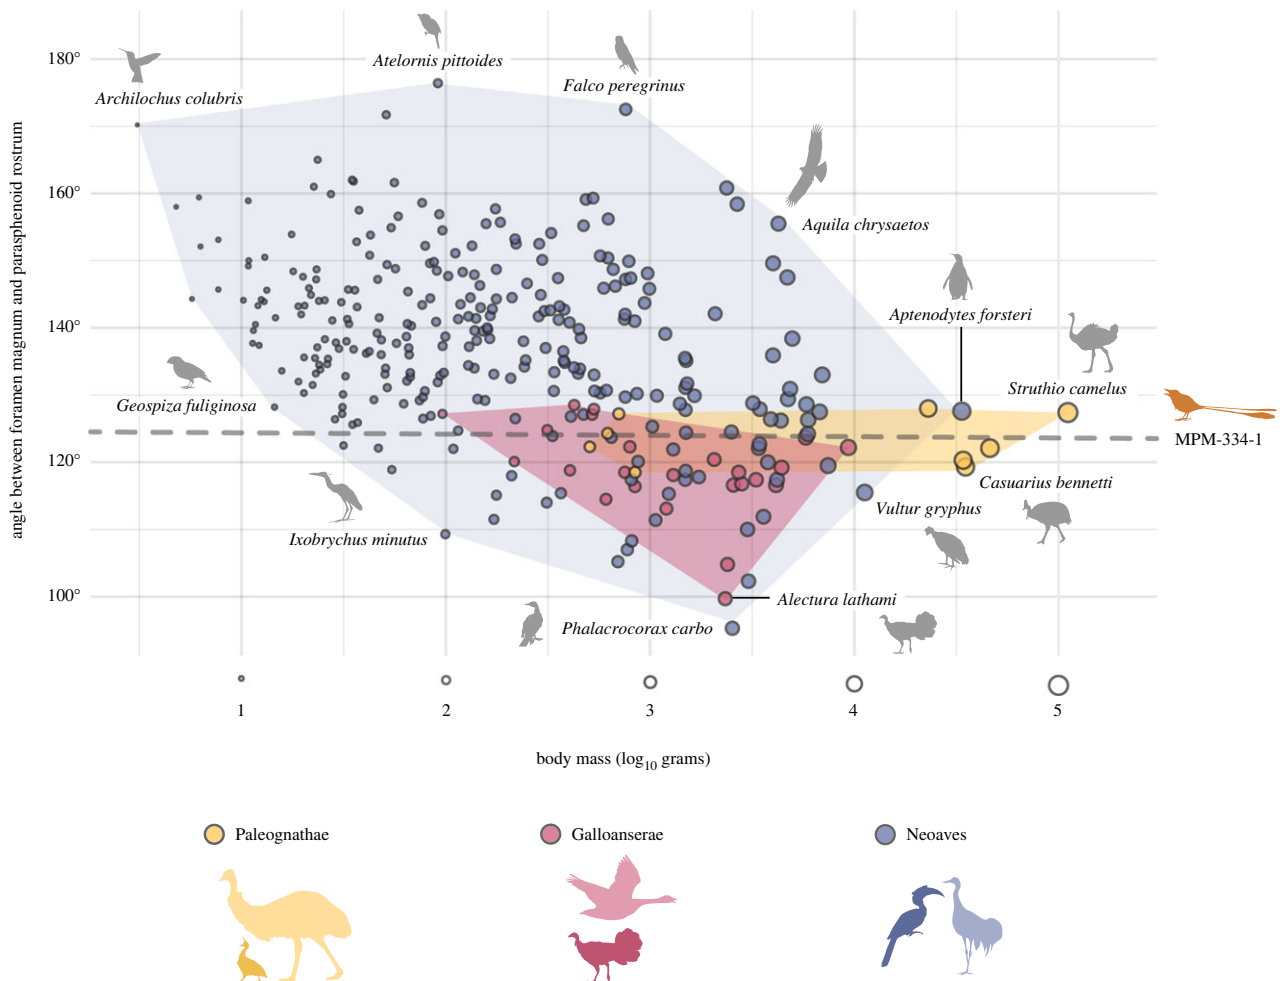 180°
Atelornis pittoides
Falco peregrinus
Archilochus colubris
160°
Aquila chrysaetos
angle between foramen magnum and parasphenoid rostrum
140°
Aptenodytes forsteri
Struthio camelus
Geospiza fuliginosa
MPM-334-1
120°
Casuarius bennetti
Vultur gryphus
Ixobrychus minutus
100°
Alectura lathami
Phalacrocorax carbo
1 2 3 4 5
body mass (log10 grams)
Paleognathae Galloanserae Neoaves